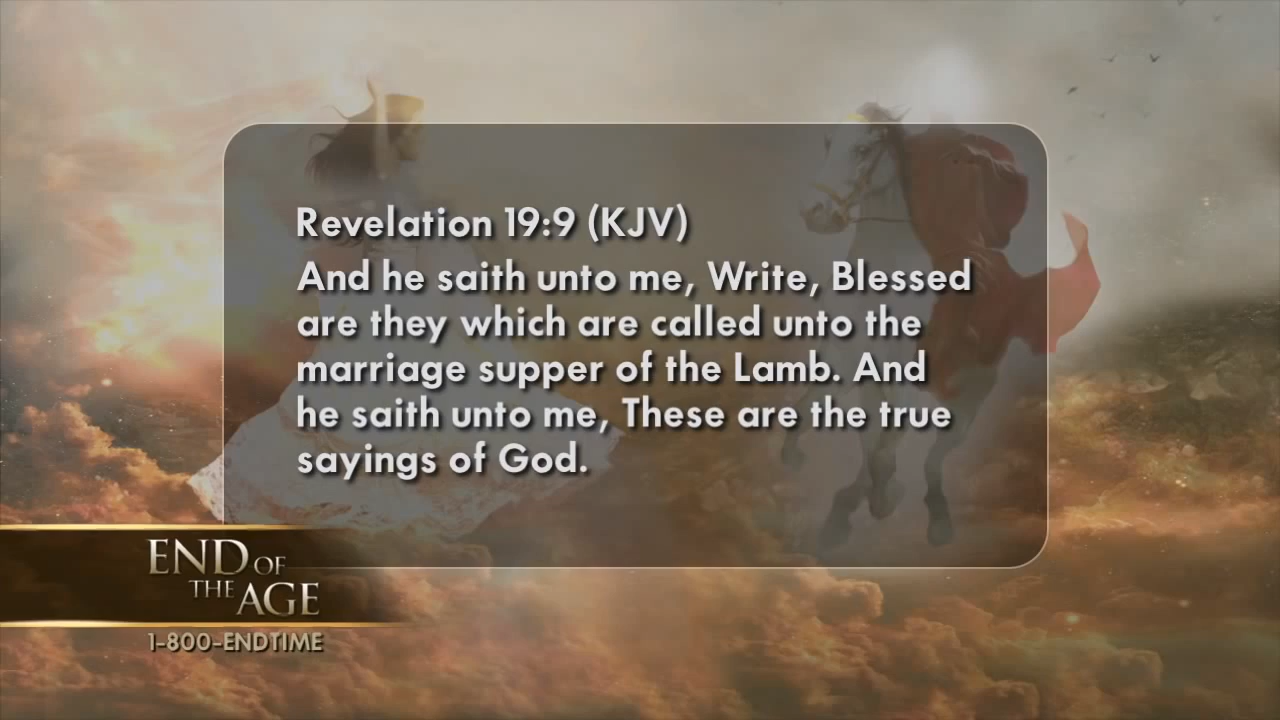 Revelation 19:9 (KJV)
And he saith unto me, Write, Blessed
are they which are called unto the
marriage supper of the Lamb. And
he saith unto me, These are the true
sayings of God.
END OF
THE AGE
1-800-ENDTIME